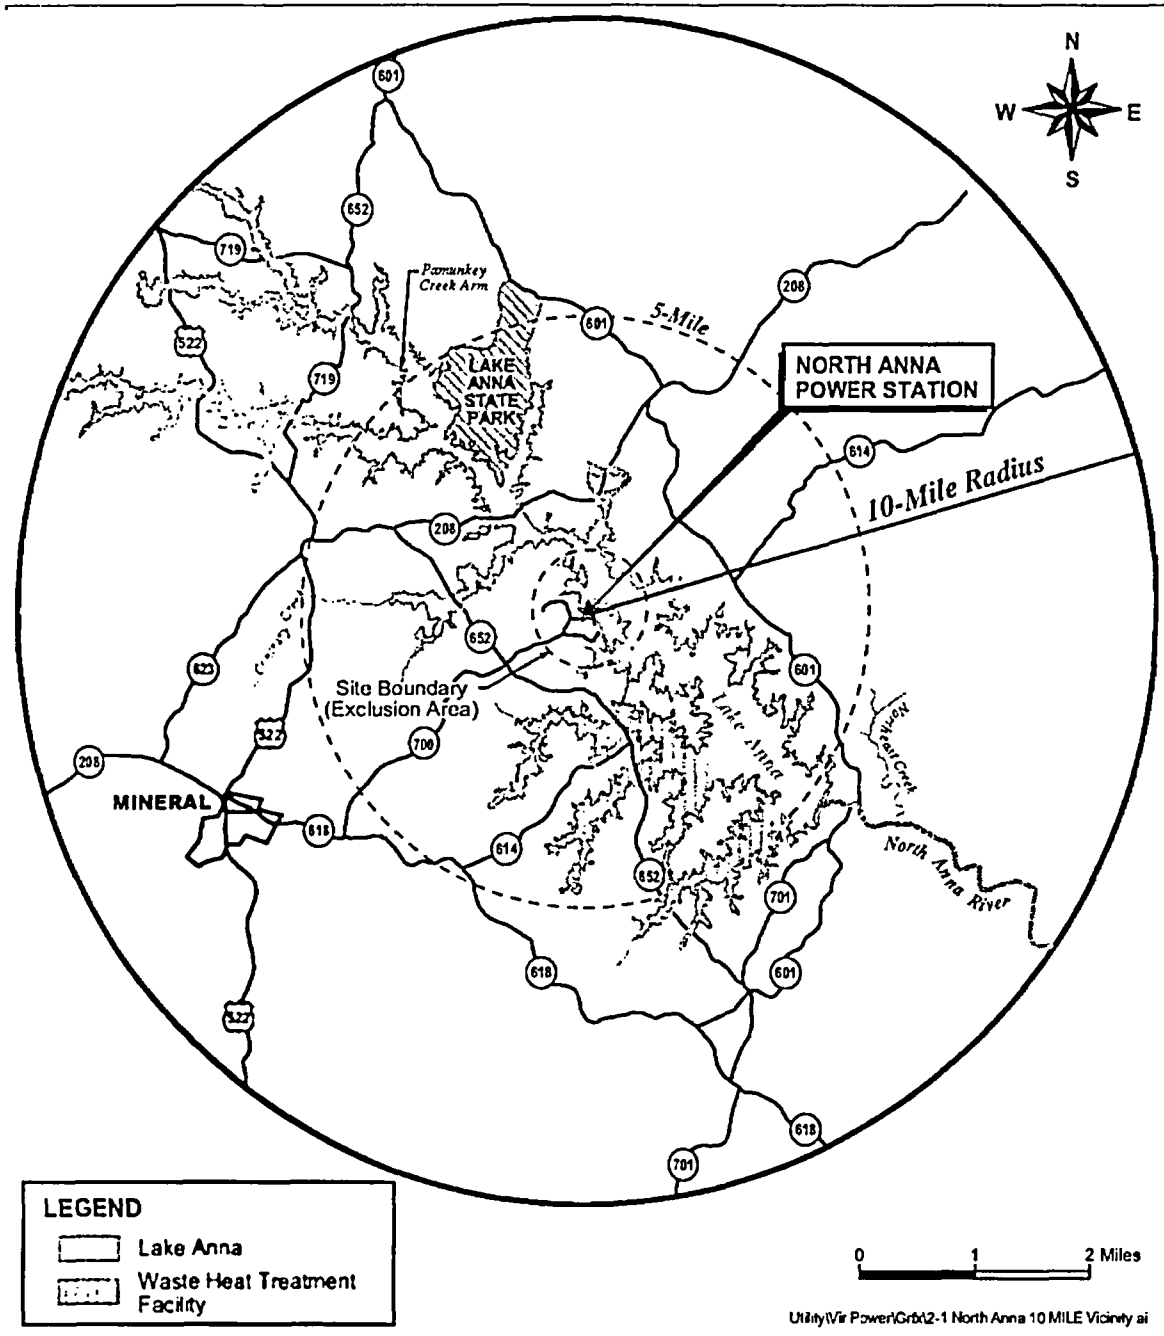 N
W E
S
601
652
719
Pamunkey
Creek Arm
208
5-Mile
601
522
NORTH ANNA
POWER STATION
719
LAKE
ANNA
STATE
PARK
614
10-Mile Radius
208
652
623
601
Site Boundary
(Exclusion Area)
Lake Anna
Northeast Creek
522
700
208
MINERAL
618
614
North Anna River
652
701
618
601
522
618
701
LEGEND
Lake Anna
Waste Heat Treatment
Facility
0 1 2 Miles
Utility\Vir Power\Grfx\2-1 North Anna 10 MILE Vicinity ai